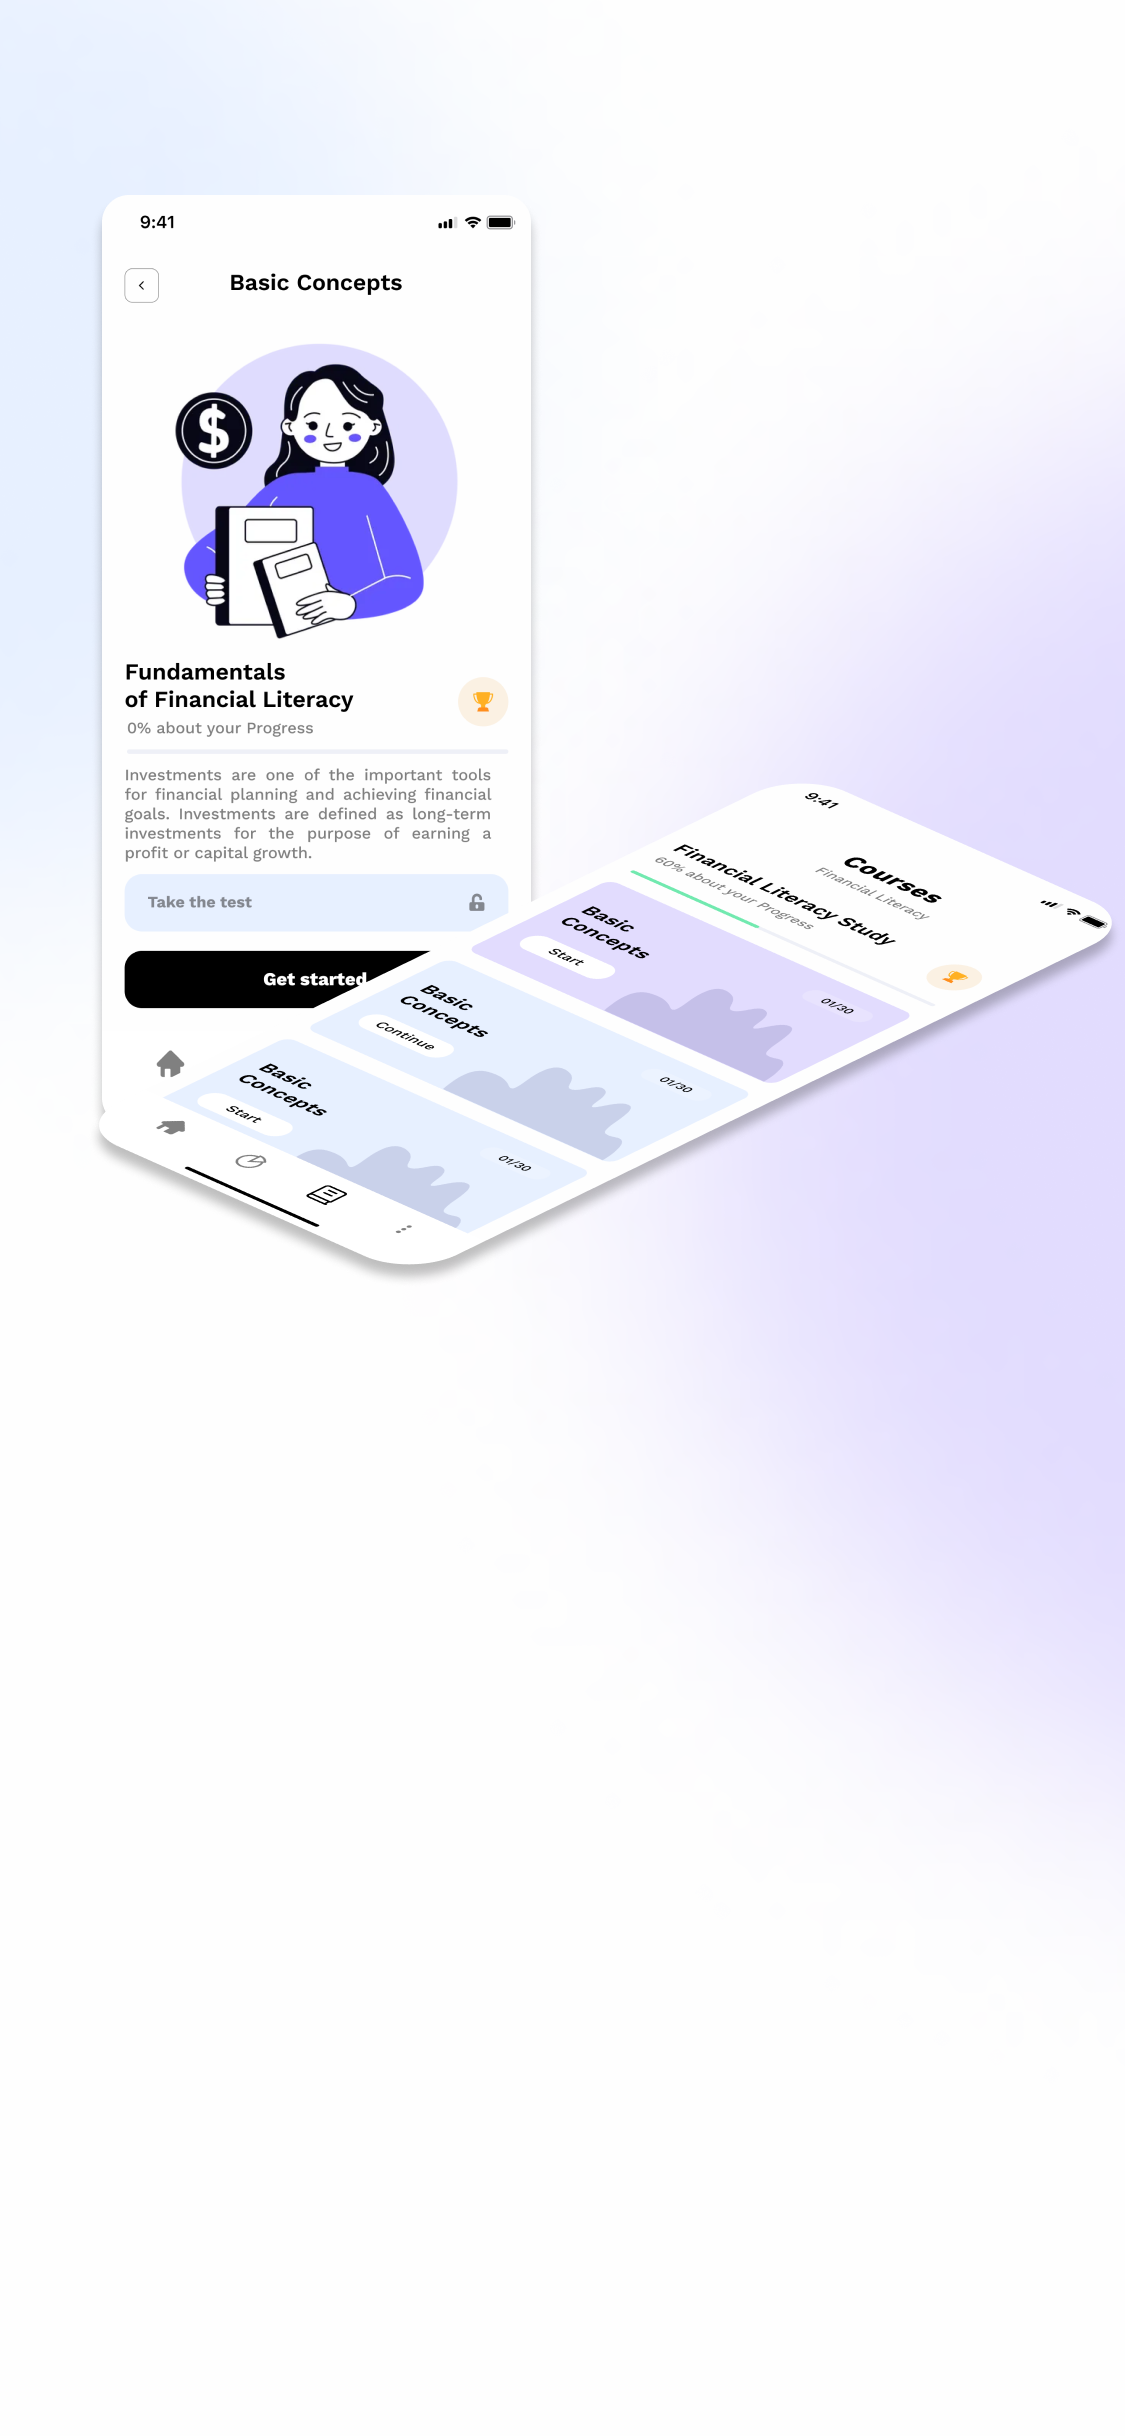 9:41
Basic Concepts
$
Fundamentals
of Financial Literacy
0% about your Progress
Investments are one of the important tools
for financial planning and achieving financial
goals. Investments are defined as long-term
investments for the purpose of earning a
profit or capital growth.
Take the test
Get started
9:41
Courses
Financial Literacy
Financial Literacy Study
60% about your Progress
Basic
Concepts
Start
01/30
Basic
Concepts
Continue
01/30
Basic
Concepts
Start
01/30